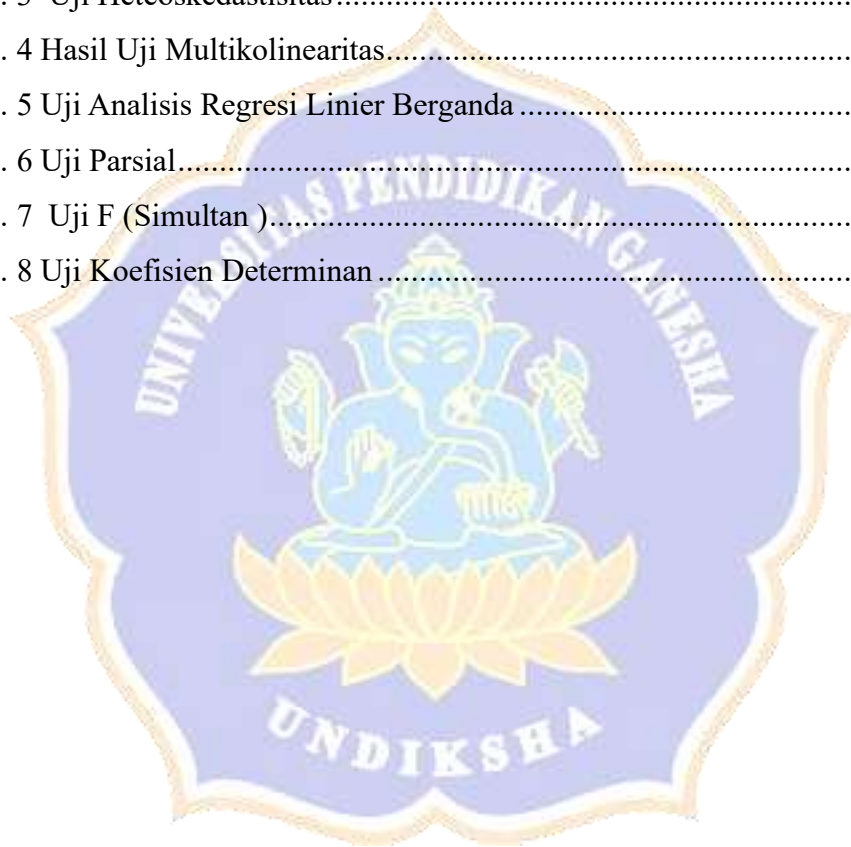 . 3 Uji Heteoskedastisitas................................................................
. 4 Hasil Uji Multikolinearitas.........................................................
. 5 Uji Analisis Regresi Linier Berganda.........................................
. 6 Uji Parsial...................................................................................
. 7 Uji F (Simultan )........................................................................
. 8 Uji Koefisien Determinan...........................................................
UNIVERSITAS PENDIDIKAN GANESHA
UNDIKSHA